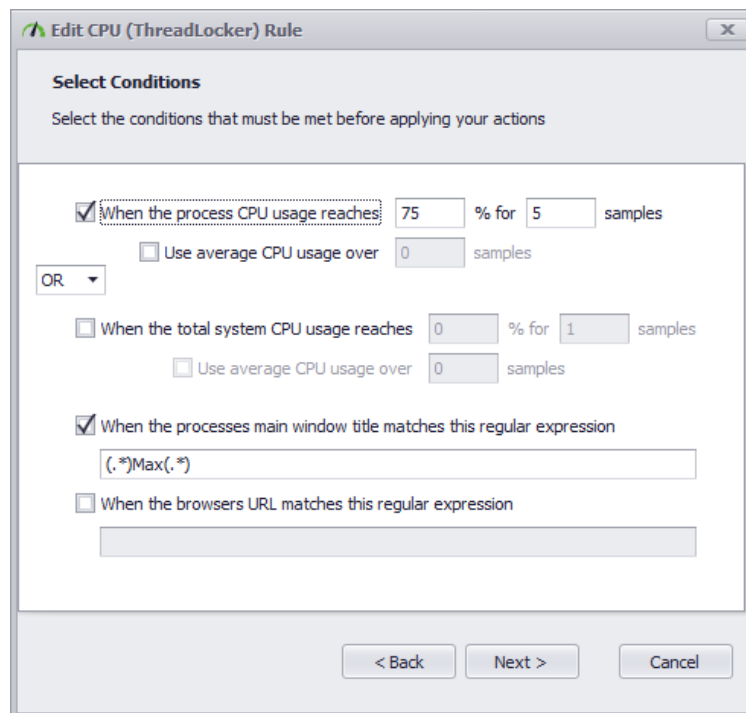 Edit CPU (ThreadLocker) Rule
Select Conditions
Select the conditions that must be met before applying your actions
When the process CPU usage reaches 75 % for 5 samples
Use average CPU usage over 0 samples
OR
When the total system CPU usage reaches 0 % for 1 samples
Use average CPU usage over 0 samples
When the processes main window title matches this regular expression
(.*)Max(.*)
When the browsers URL matches this regular expression
< Back Next > Cancel